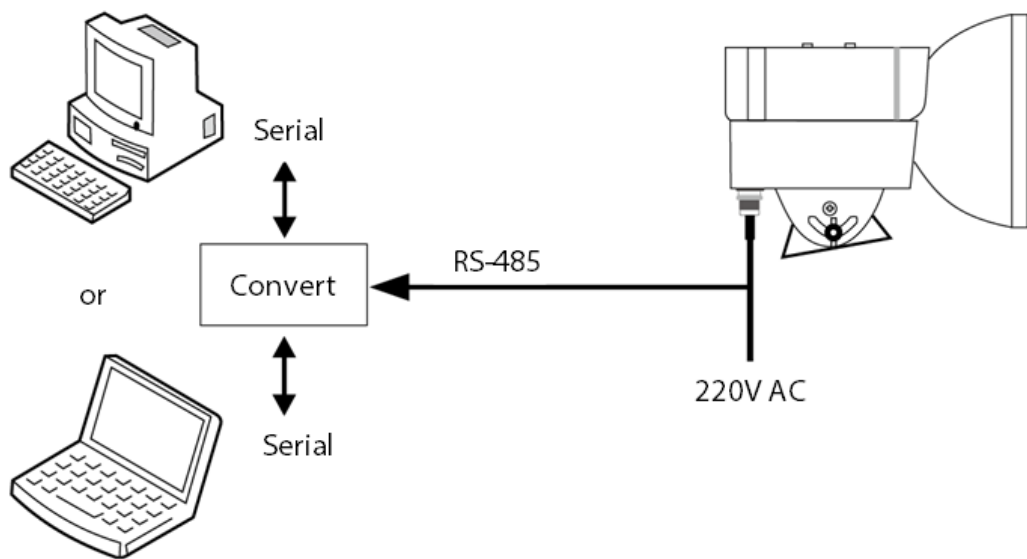 Serial
RS-485
Convert
or
220V AC
Serial